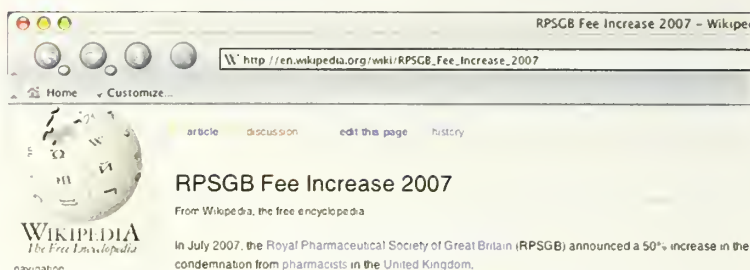 RPSGB Fee Increase 2007 – Wikipe
W http //en.wikipedia.org/wiki/RPSGB_Fee_Increase_2007
Home Customize...
article discussion edit this page history
RPSGB Fee Increase 2007
From Wikipedia, the free encyclopedia
WIKIPEDIA
The Free Encyclopedia
In July 2007, the Royal Pharmaceutical Society of Great Britain (RPSGB) announced a 50% increase in the
condemnation from pharmacists in the United Kingdom.
navigation